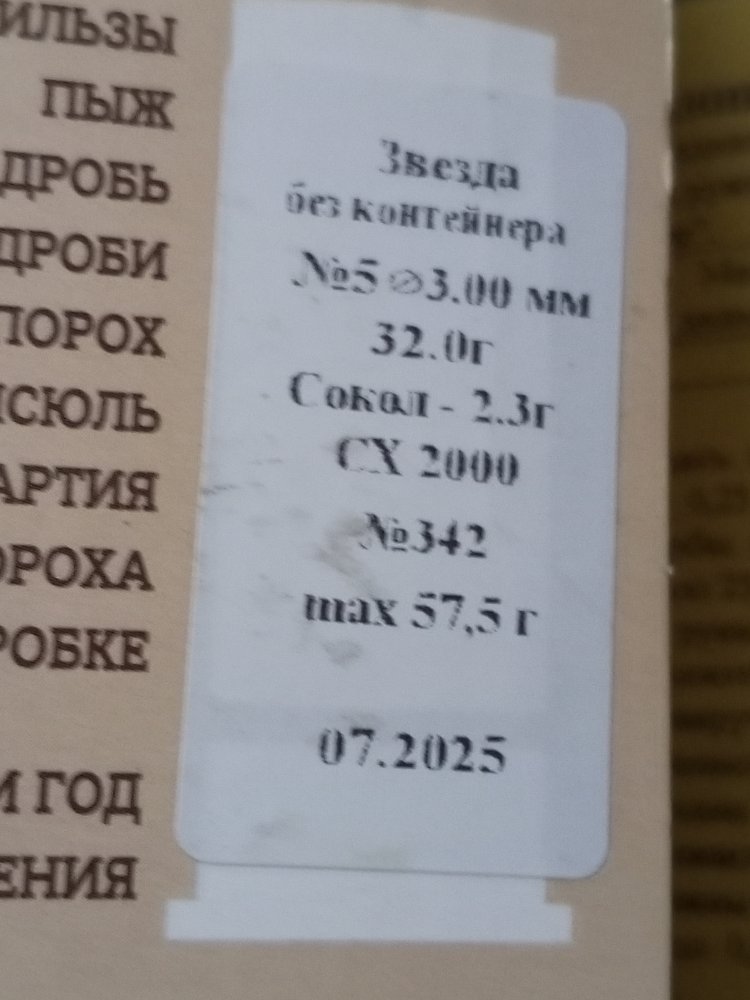 ИЛЬЗЫ
ПЫЖ
ДРОБЬ
ДРОБИ
ПОРОХ
СЮЛЬ
АРТИЯ
ОРОХА
РОБКЕ
И ГОД
ЕНИЯ
Звезда
без контейнера
№5 ⌀3.00 мм
32.0г
Сокол - 2.3г
СХ 2000
№342
max 57,5 г
07.2025